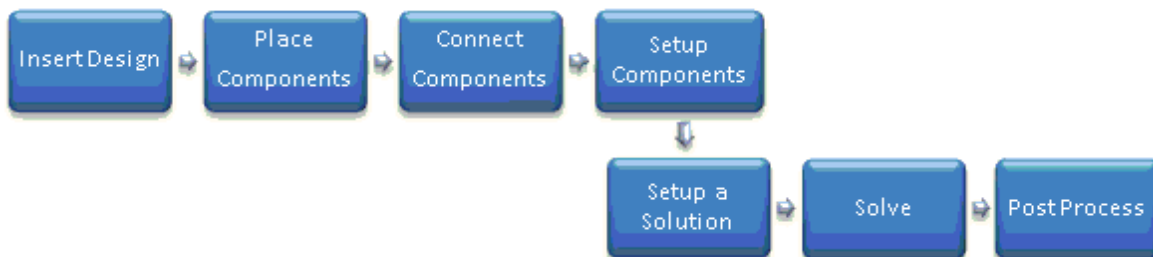 Insert Design
Place
Components
Connect
Components
Setup
Components
Setup a
Solution
Solve
Post Process